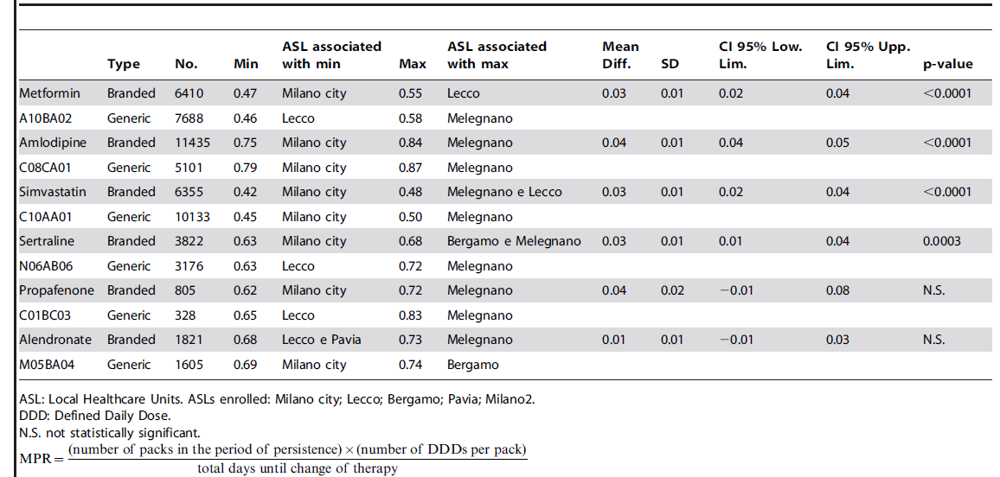 Type No. Min ASL associated with min Max ASL associated with max Mean Diff. SD CI 95% Low. Lim. CI 95% Upp. Lim. p-value
Metformin Branded 6410 0.47 Milano city 0.55 Lecco 0.03 0.01 0.02 0.04 <0.0001
A10BA02 Generic 7688 0.46 Lecco 0.58 Melegnano
Amlodipine Branded 11435 0.75 Milano city 0.84 Melegnano 0.04 0.01 0.04 0.05 <0.0001
C08CA01 Generic 5101 0.79 Milano city 0.87 Melegnano
Simvastatin Branded 6355 0.42 Milano city 0.48 Melegnano e Lecco 0.03 0.01 0.02 0.04 <0.0001
C10AA01 Generic 10133 0.45 Milano city 0.50 Melegnano
Sertraline Branded 3822 0.63 Milano city 0.68 Bergamo e Melegnano 0.03 0.01 0.01 0.04 0.0003
N06AB06 Generic 3176 0.63 Lecco 0.72 Melegnano
Propafenone Branded 805 0.62 Milano city 0.72 Melegnano 0.04 0.02 −0.01 0.08 N.S.
C01BC03 Generic 328 0.65 Lecco 0.83 Melegnano
Alendronate Branded 1821 0.68 Lecco e Pavia 0.73 Melegnano 0.01 0.01 −0.01 0.03 N.S.
M05BA04 Generic 1605 0.69 Milano city 0.74 Bergamo
ASL: Local Healthcare Units. ASLs enrolled: Milano city; Lecco; Bergamo; Pavia; Milano2.
DDD: Defined Daily Dose.
N.S. not statistically significant.
MPR = (number of packs in the period of persistence) × (number of DDDs per pack)
total days until change of therapy